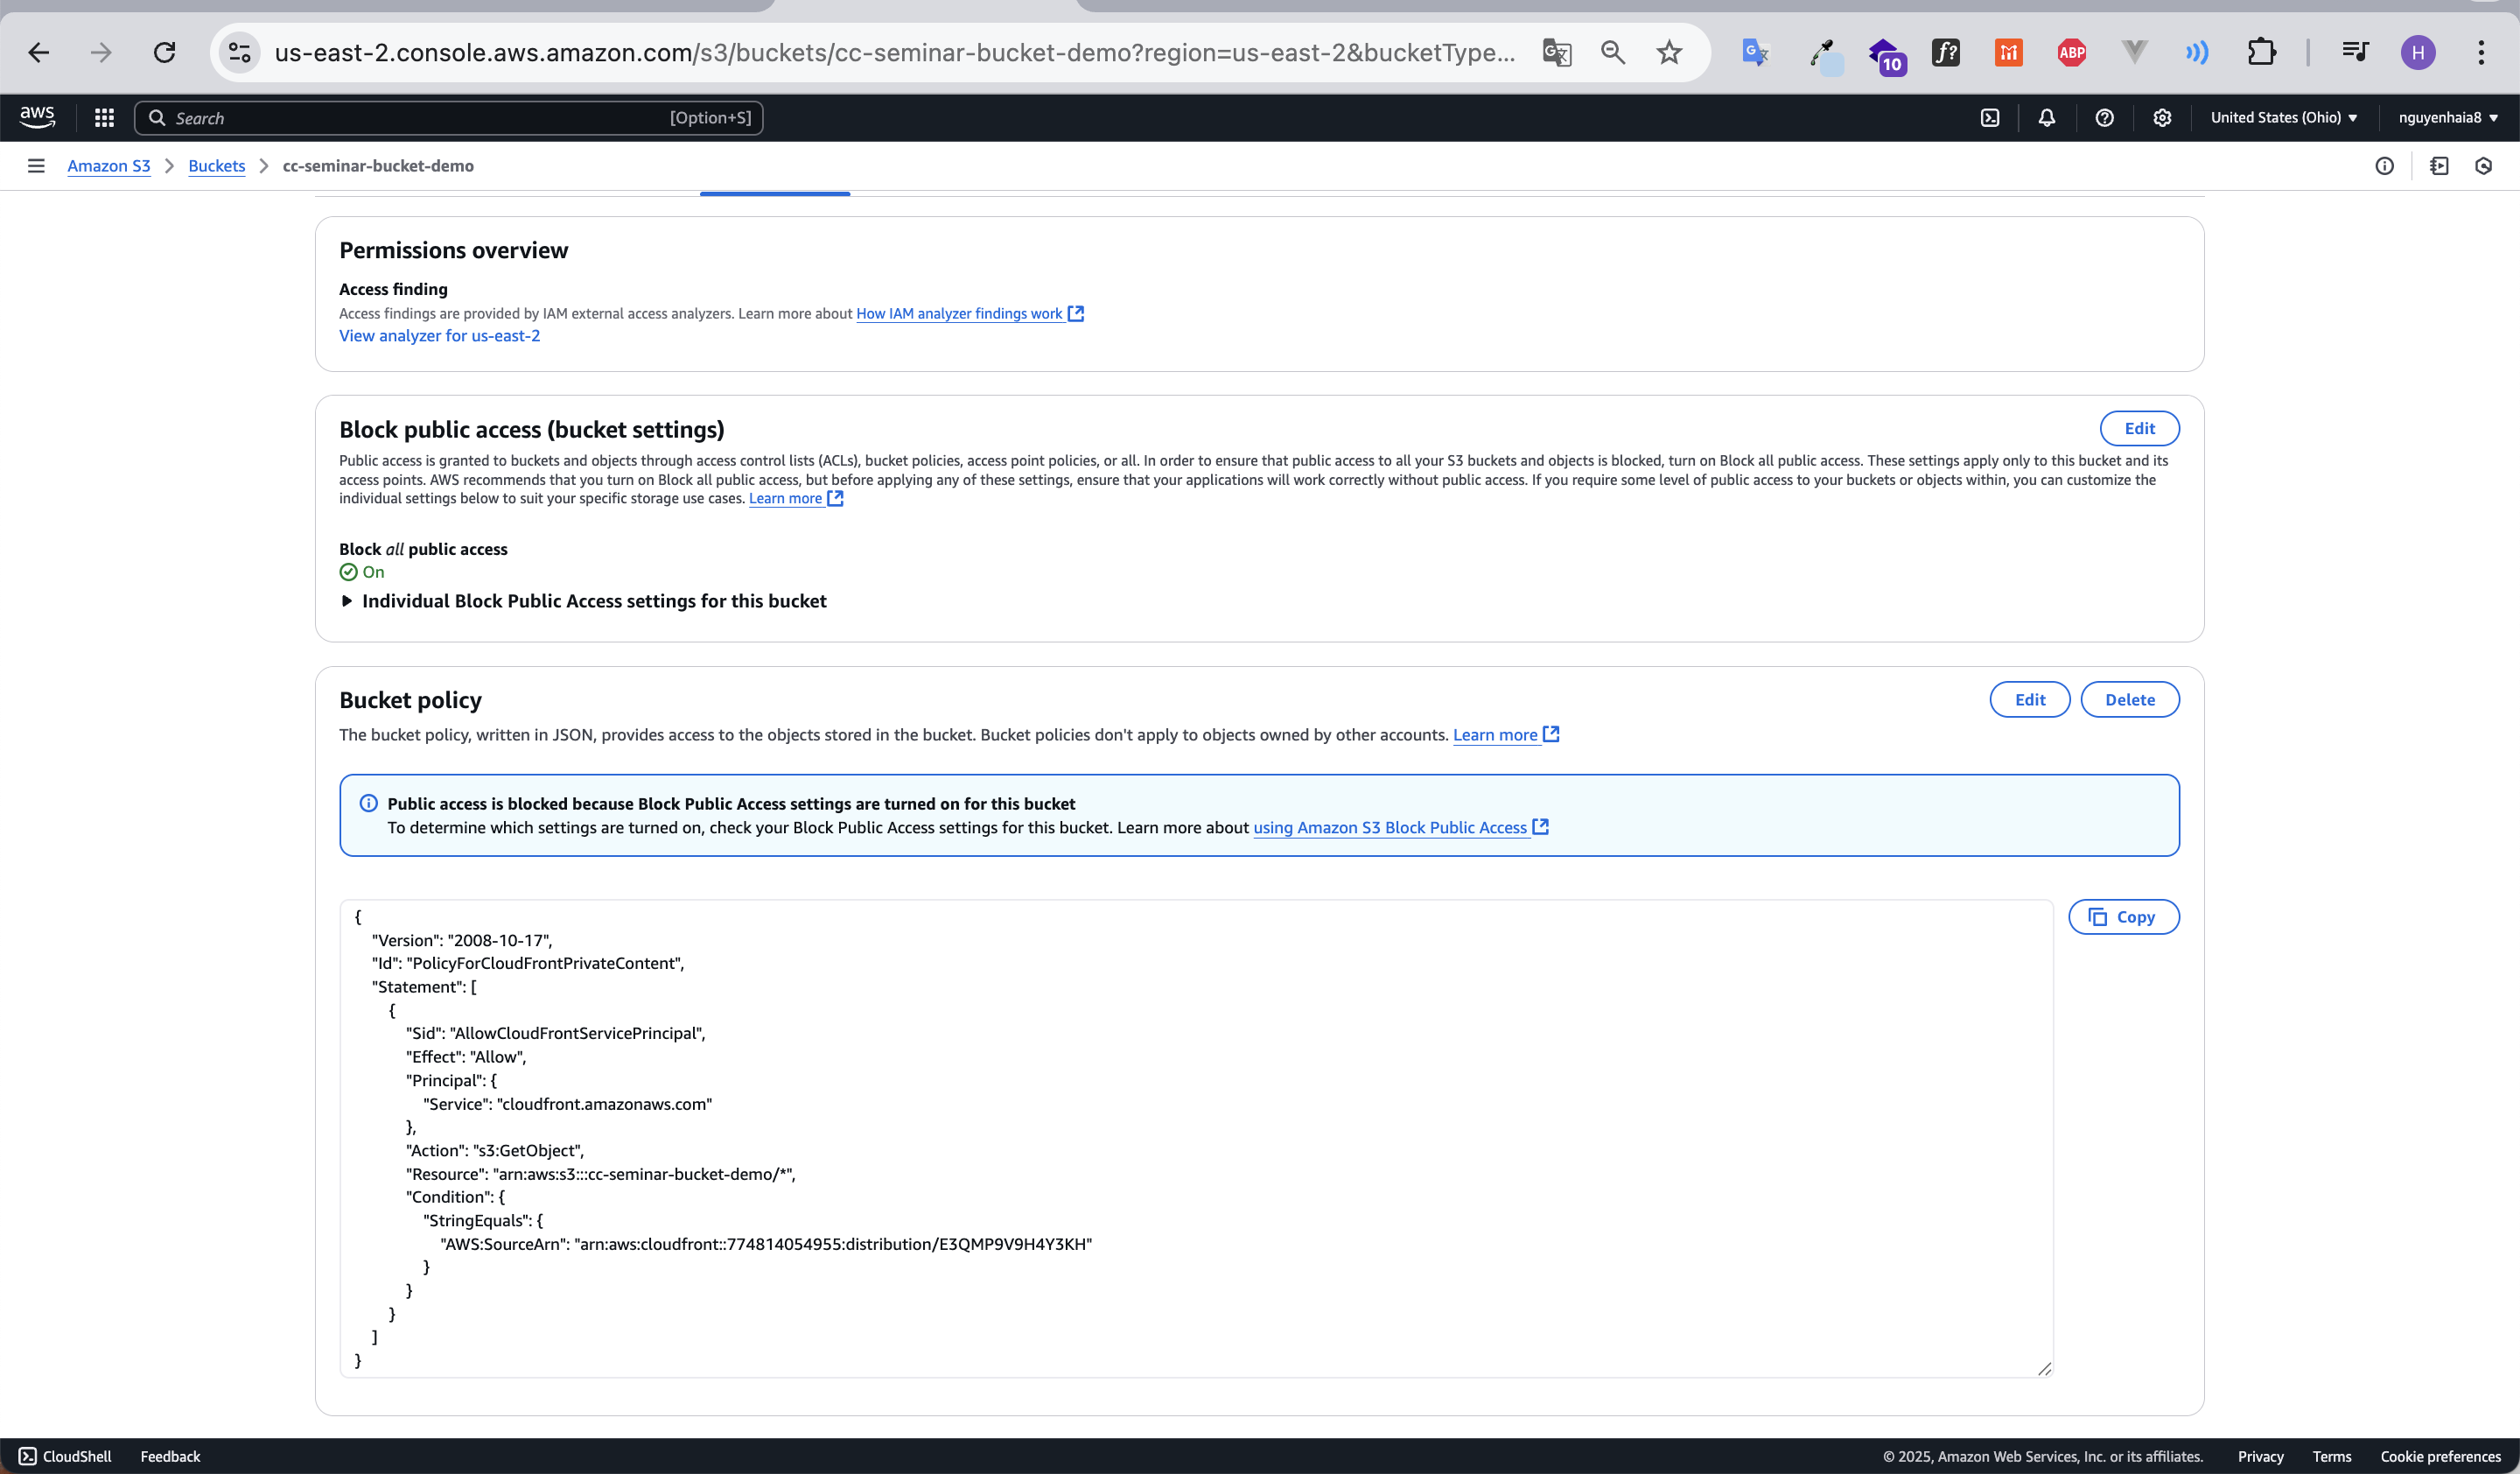 us-east-2.console.aws.amazon.com/s3/buckets/cc-seminar-bucket-demo?region=us-east-2&bucketType...
10
f?
ABP
H
aws
Search
[Option+S]
United States (Ohio)
nguyenhaia8
Amazon S3
Buckets
cc-seminar-bucket-demo
Permissions overview
Access finding
Access findings are provided by IAM external access analyzers. Learn more about How IAM analyzer findings work
View analyzer for us-east-2
Block public access (bucket settings)
Edit
Public access is granted to buckets and objects through access control lists (ACLs), bucket policies, access point policies, or all. In order to ensure that public access to all your S3 buckets and objects is blocked, turn on Block all public access. These settings apply only to this bucket and its
access points. AWS recommends that you turn on Block all public access, but before applying any of these settings, ensure that your applications will work correctly without public access. If you require some level of public access to your buckets or objects within, you can customize the
individual settings below to suit your specific storage use cases. Learn more
Block all public access
On
Individual Block Public Access settings for this bucket
Bucket policy
Edit
Delete
The bucket policy, written in JSON, provides access to the objects stored in the bucket. Bucket policies don't apply to objects owned by other accounts. Learn more
Public access is blocked because Block Public Access settings are turned on for this bucket
To determine which settings are turned on, check your Block Public Access settings for this bucket. Learn more about using Amazon S3 Block Public Access
Copy
{
"Version": "2008-10-17",
"Id": "PolicyForCloudFrontPrivateContent",
"Statement": [
{
"Sid": "AllowCloudFrontServicePrincipal",
"Effect": "Allow",
"Principal": {
"Service": "cloudfront.amazonaws.com"
},
"Action": "s3:GetObject",
"Resource": "arn:aws:s3:::cc-seminar-bucket-demo/*",
"Condition": {
"StringEquals": {
"AWS:SourceArn": "arn:aws:cloudfront::774814054955:distribution/E3QMP9V9H4Y3KH"
}
}
}
]
}
CloudShell
Feedback
© 2025, Amazon Web Services, Inc. or its affiliates.
Privacy
Terms
Cookie preferences